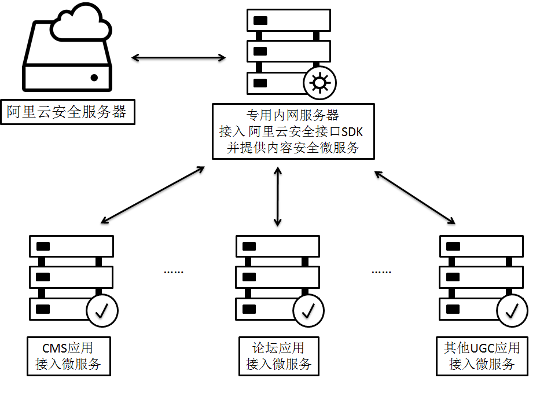 阿里云安全服务器
专用内网服务器
接入 阿里云安全接口SDK
并提供内容安全微服务
......
......
CMS应用
接入微服务
论坛应用
接入微服务
其他UGC应用
接入微服务